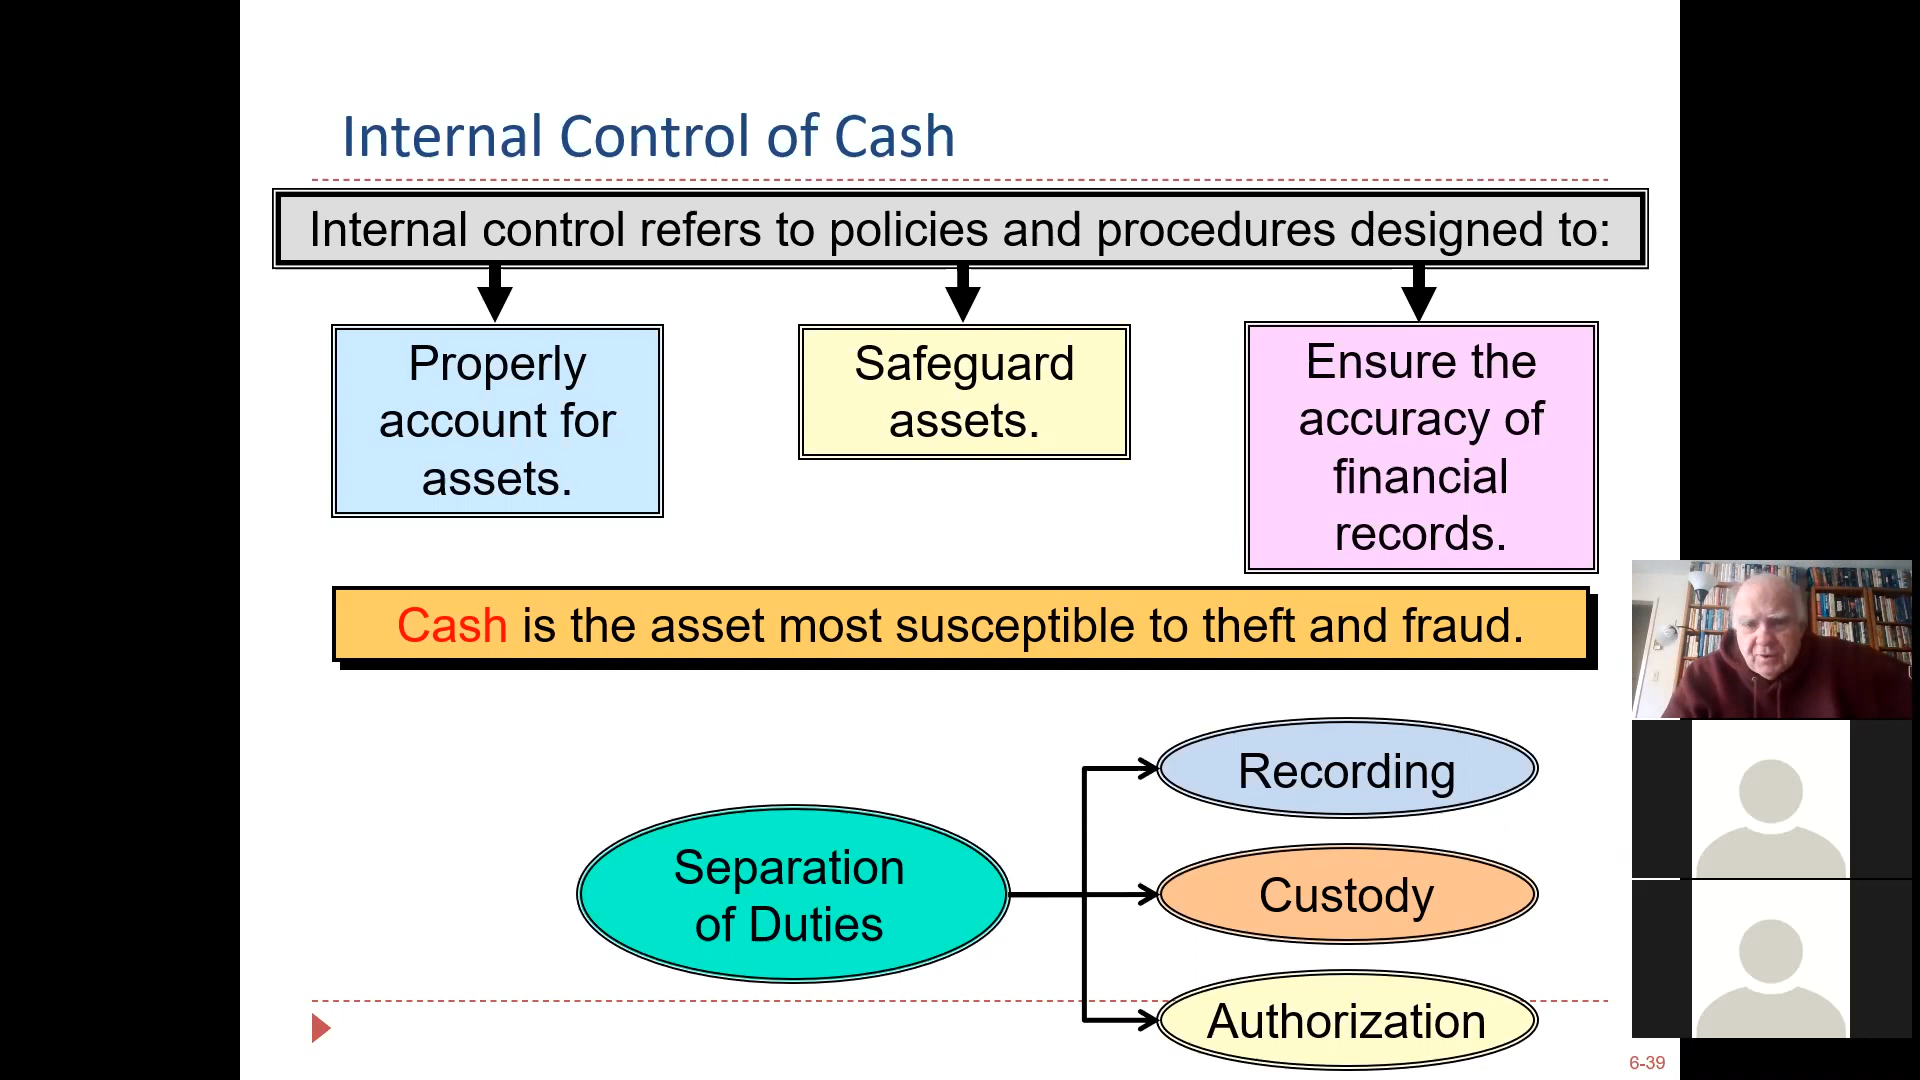 Internal Control of Cash
Internal control refers to policies and procedures designed to:
Properly
account for
assets.
Safeguard
assets.
Ensure the
accuracy of
financial
records.
Cash is the asset most susceptible to theft and fraud.
Separation
of Duties
Recording
Custody
Authorization
6-39